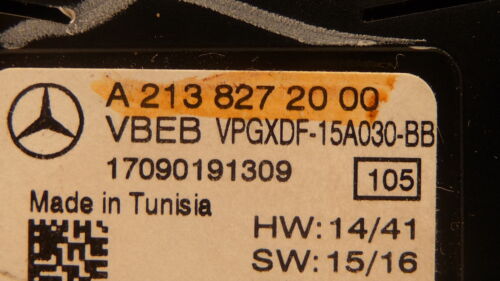 A 213 827 20 00
VBEB VPGXDF-15A030-BB
17090191309 105
Made in Tunisia
HW: 14/41
SW: 15/16